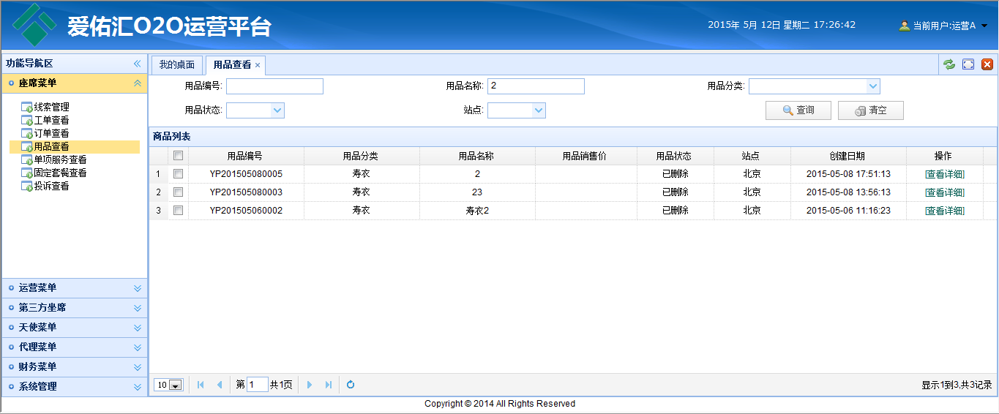 爱佑汇O2O运营平台
2015年 5月 12日 星期二 17:26:42 当前用户:运营A
功能导航区
座席菜单
线索管理
工单查看
订单查看
用品查看
单项服务查看
固定套餐查看
投诉查看
运营菜单
第三方坐席
天使菜单
代理菜单
财务菜单
系统管理
我的桌面 用品查看
用品编号: 用品名称: 2 用品分类:
用品状态: 站点: 查询 清空
商品列表
用品编号 用品分类 用品名称 用品销售价 用品状态 站点 创建日期 操作
1 YP201505080005 寿衣 2 已删除 北京 2015-05-08 17:51:13 [查看详细]
2 YP201505080003 寿衣 23 已删除 北京 2015-05-08 13:56:13 [查看详细]
3 YP201505060002 寿衣 寿衣2 已删除 北京 2015-05-06 11:16:23 [查看详细]
10 第 1 共1页 显示1到3,共3记录
Copyright © 2014 All Rights Reserved